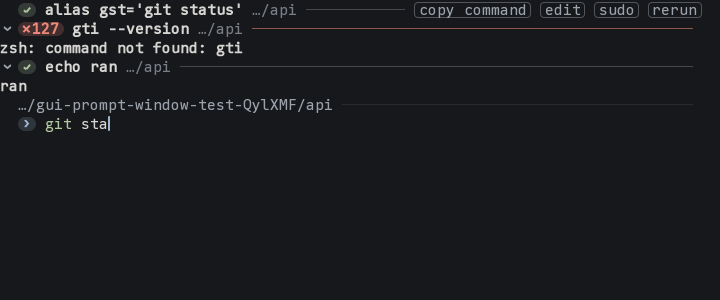 ✓ alias gst='git status' …/api copy command edit sudo rerun
×127 gti --version …/api
zsh: command not found: gti
✓ echo ran …/api
ran
…/gui-prompt-window-test-QylXMF/api
› git sta